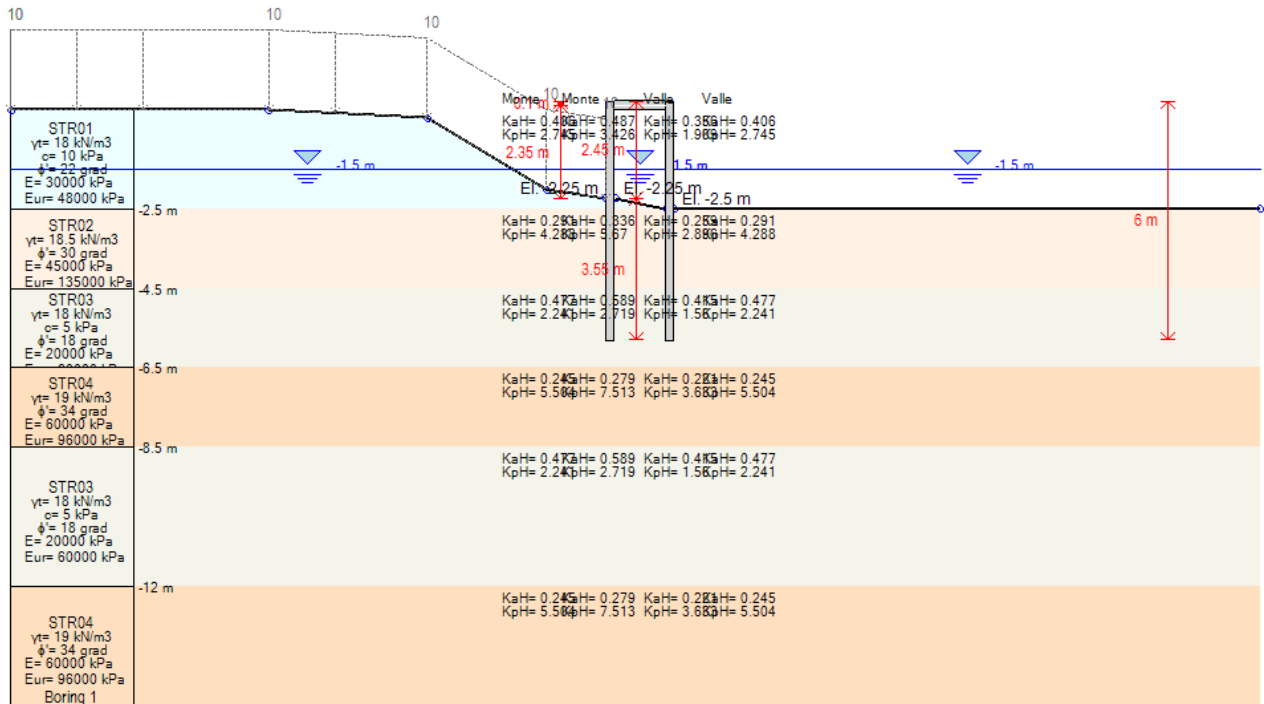 10
10
10
10
Monte
Monte
Valle
Valle
KaH= 0.487
KaH= 0.406
KpH= 3.426
KpH= 2.745
2.35 m
2.45 m
STR01
γt= 18 kN/m3
c= 10 kPa
ϕ'= 22 grad
E= 30000 kPa
Eur= 48000 kPa
-1.5 m
1.5 m
-1.5 m
El. -2.25 m
El. -2.25 m
El. -2.5 m
6 m
-2.5 m
STR02
γt= 18.5 kN/m3
ϕ'= 30 grad
E= 45000 kPa
Eur= 135000 kPa
KaH= 0.291
KpH= 4.288
3.55 m
-4.5 m
STR03
γt= 18 kN/m3
c= 5 kPa
ϕ'= 18 grad
E= 20000 kPa
KaH= 0.589
KaH= 0.477
KpH= 2.719
KpH= 2.241
-6.5 m
STR04
γt= 19 kN/m3
ϕ'= 34 grad
E= 60000 kPa
Eur= 96000 kPa
KaH= 0.279
KaH= 0.245
KpH= 7.513
KpH= 5.504
-8.5 m
STR03
γt= 18 kN/m3
c= 5 kPa
ϕ'= 18 grad
E= 20000 kPa
Eur= 60000 kPa
KaH= 0.589
KaH= 0.477
KpH= 2.719
KpH= 2.241
-12 m
STR04
γt= 19 kN/m3
ϕ'= 34 grad
E= 60000 kPa
Eur= 96000 kPa
Boring 1
KaH= 0.279
KaH= 0.245
KpH= 7.513
KpH= 5.504